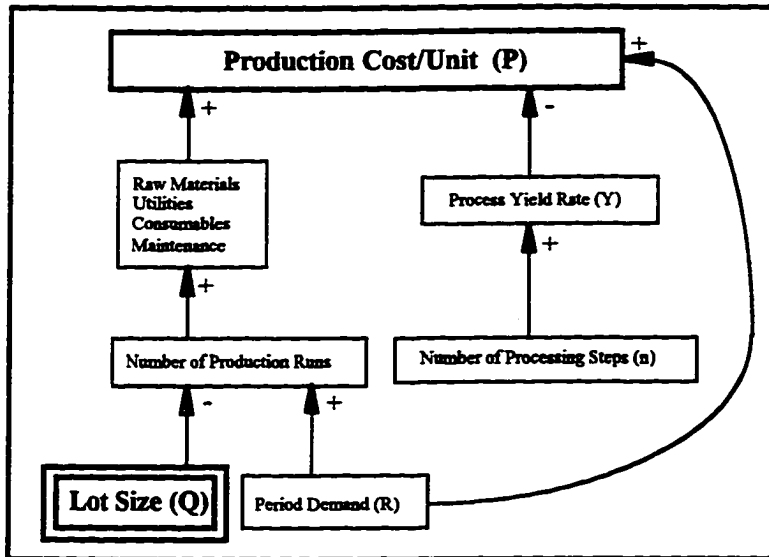 Production Cost/Unit (P)
+
+
-
Raw Materials
Utilities
Consumables
Maintenance
Process Yield Rate (Y)
+
+
Number of Production Runs
Number of Processing Steps (n)
-
+
Lot Size (Q)
Period Demand (R)